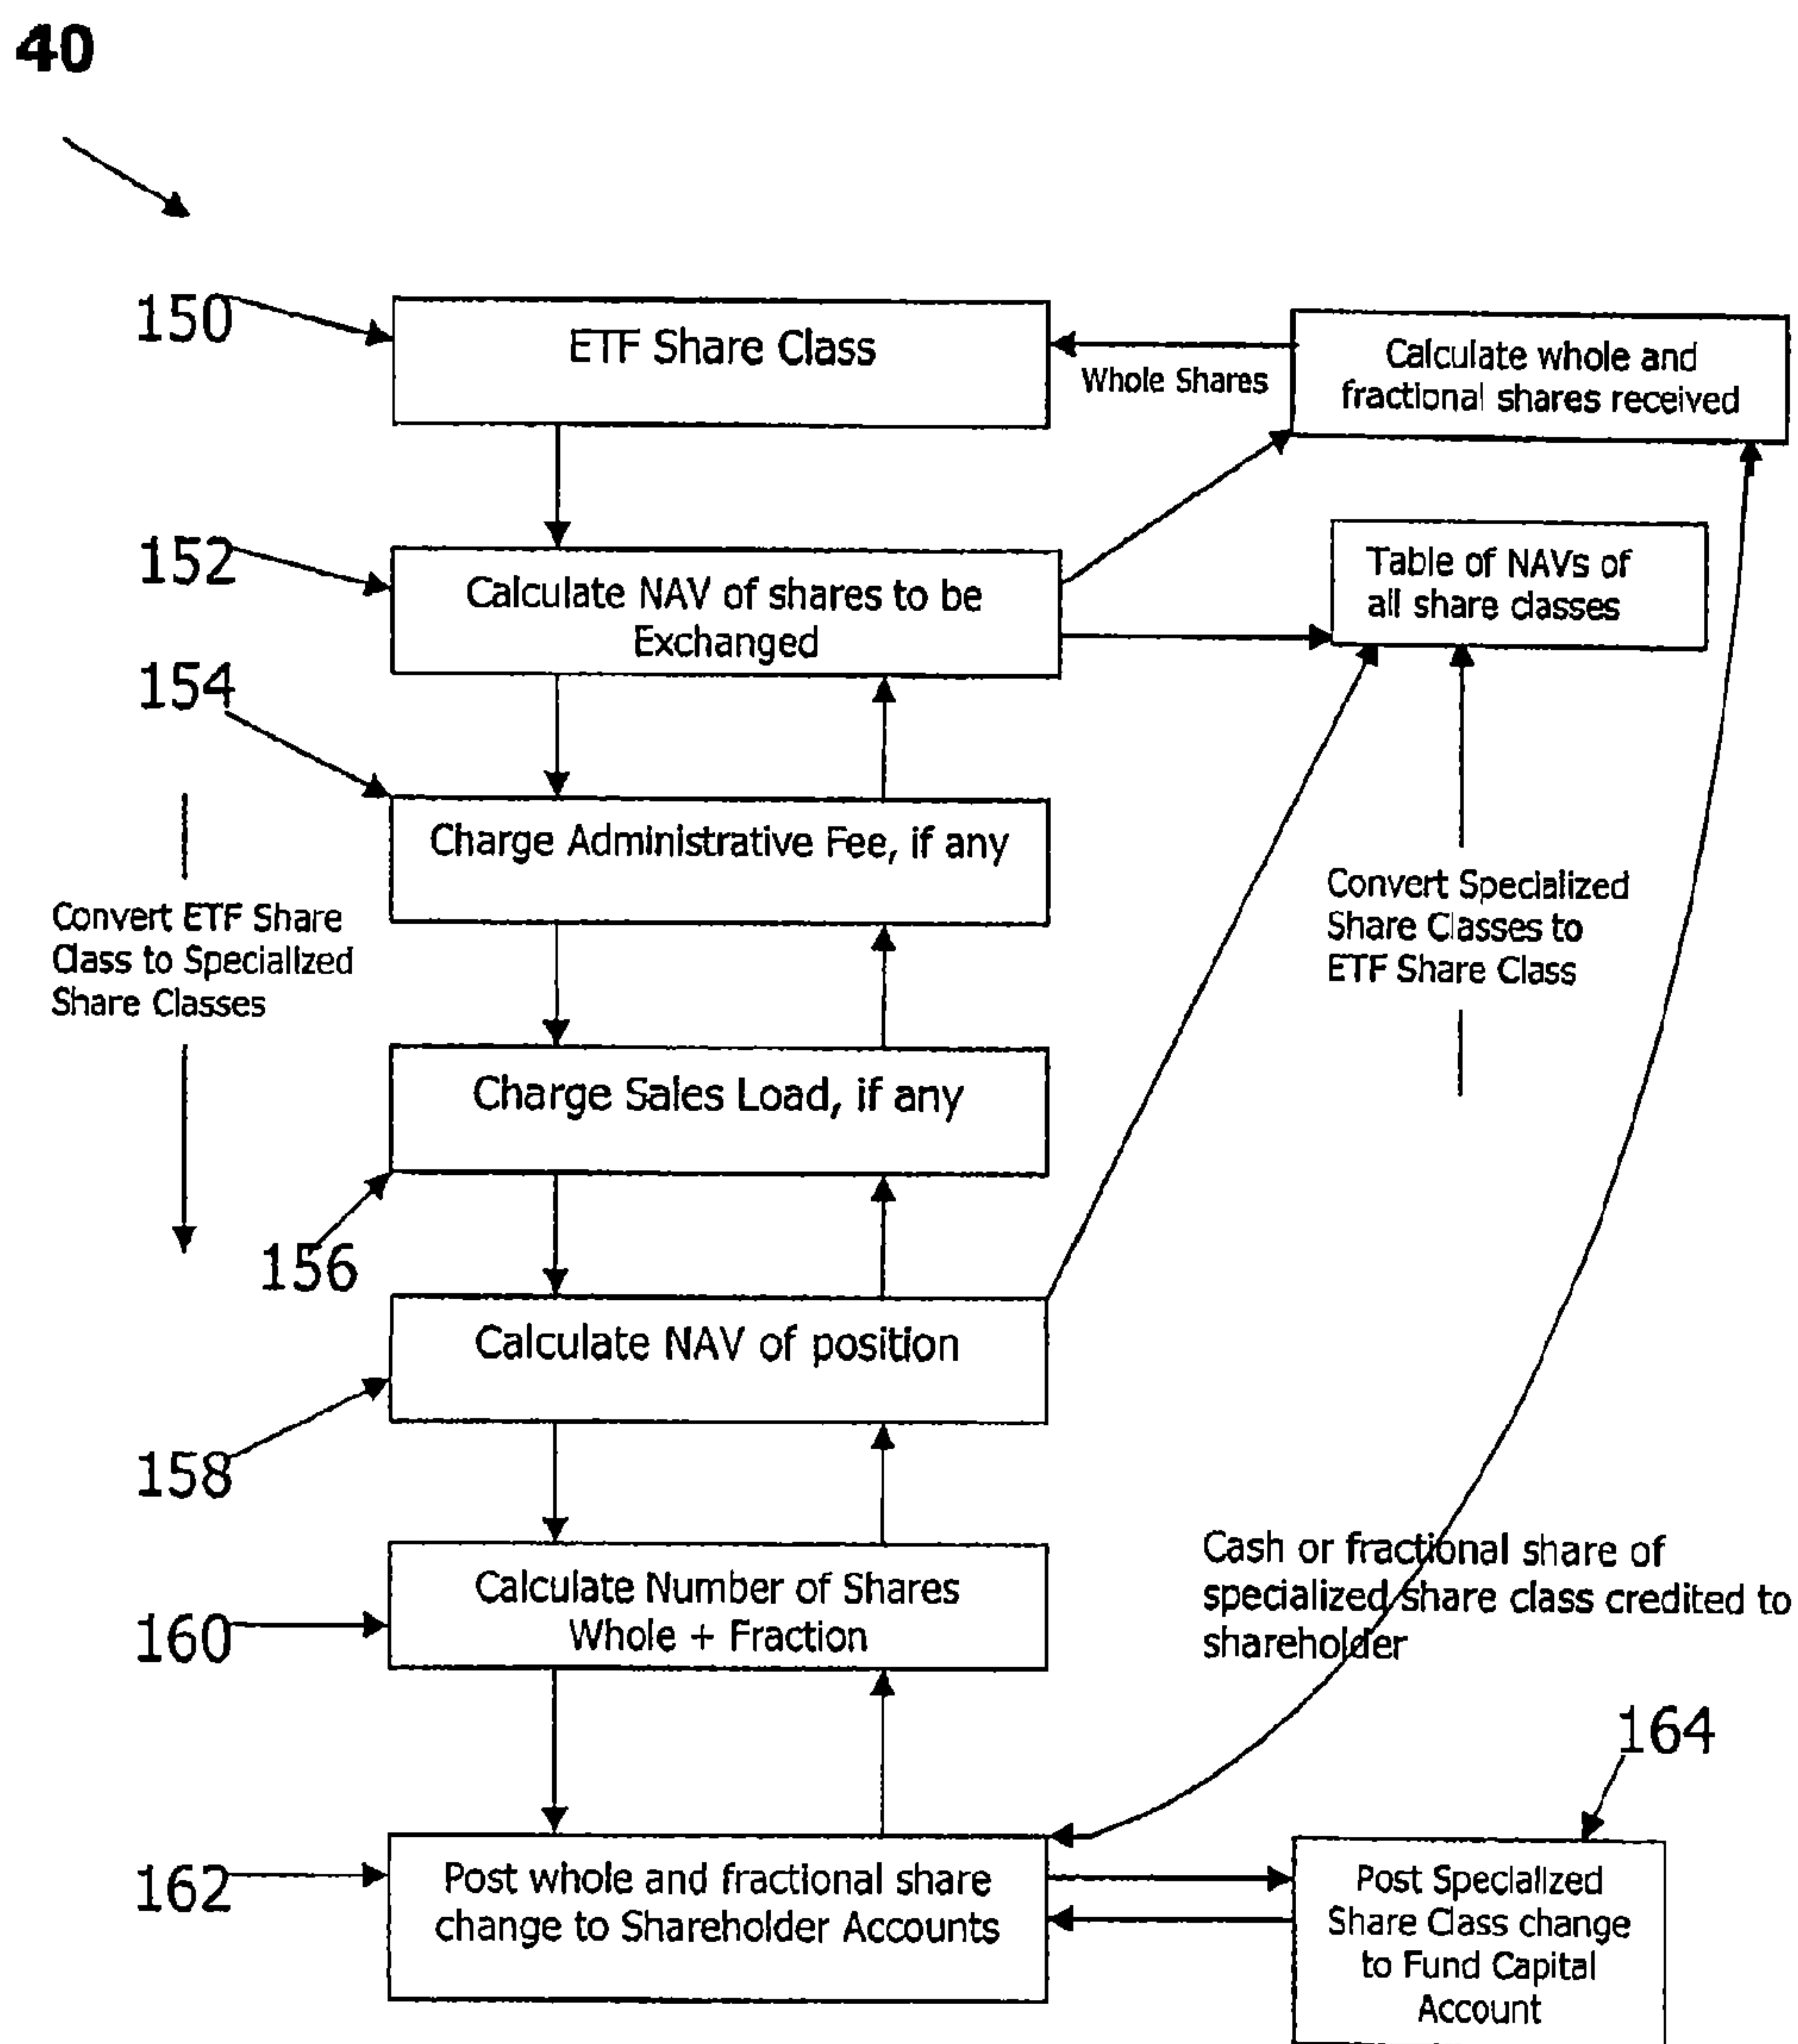 40
150
ETF Share Class
Whole Shares
Calculate whole and
fractional shares received
152
Calculate NAV of shares to be
Exchanged
Table of NAVs of
all share classes
154
Charge Administrative Fee, if any
Convert ETF Share
Class to Specialized
Share Classes
Convert Specialized
Share Classes to
ETF Share Class
Charge Sales Load, if any
156
Calculate NAV of position
158
Cash or fractional share of
specialized share class credited to
shareholder
Calculate Number of Shares
Whole + Fraction
160
164
162
Post whole and fractional share
change to Shareholder Accounts
Post Specialized
Share Class change
to Fund Capital
Account